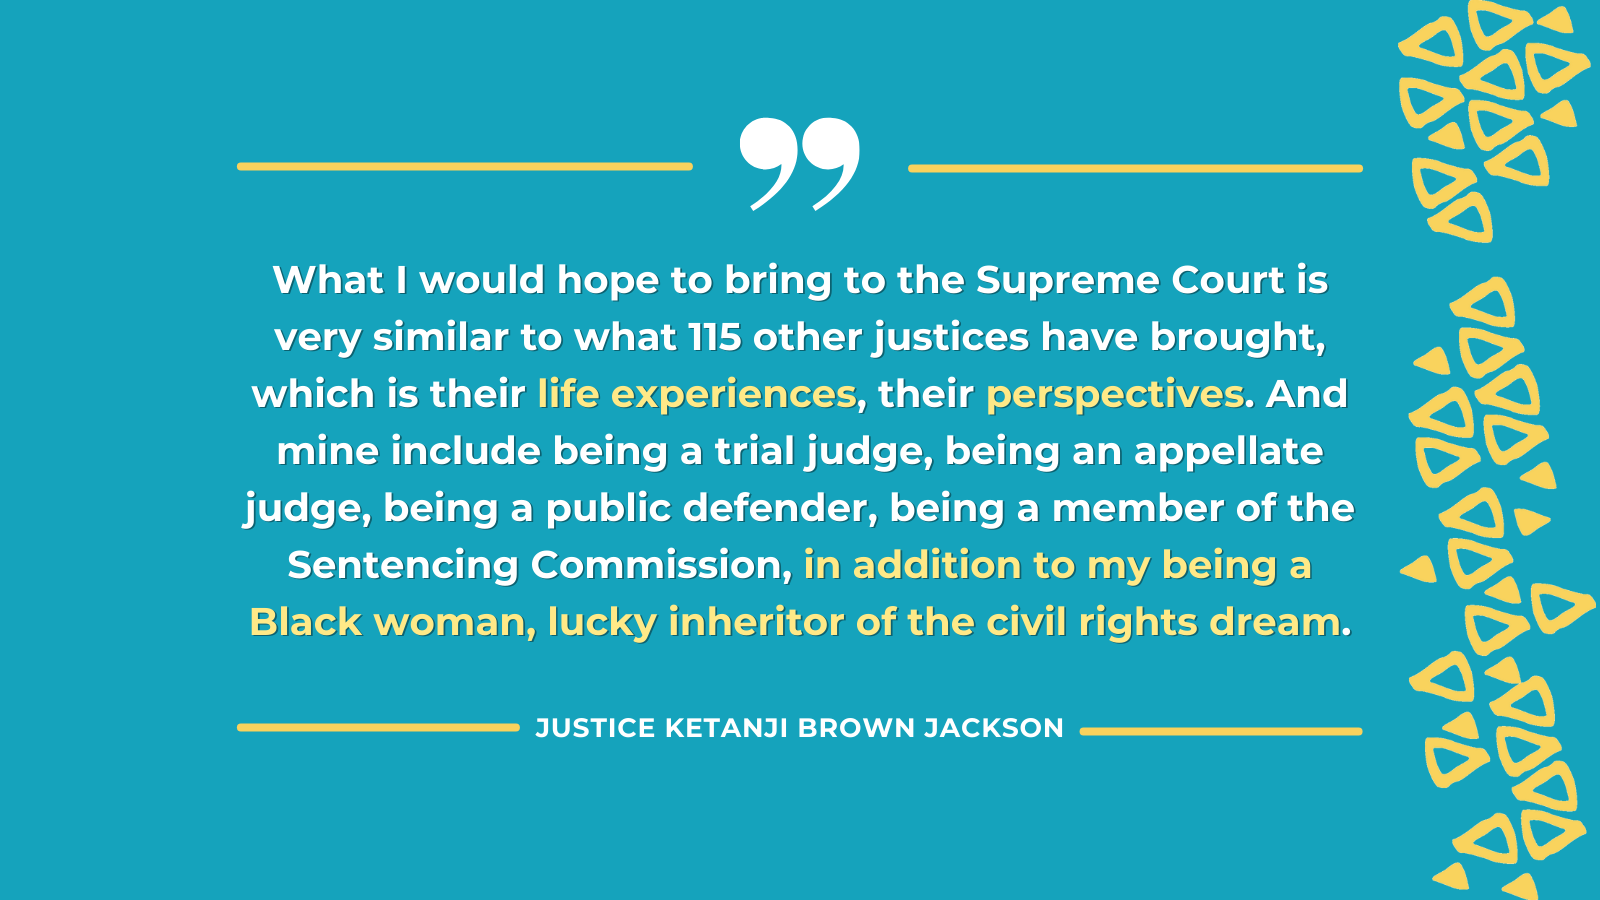 ”
What I would hope to bring to the Supreme Court is
very similar to what 115 other justices have brought,
which is their life experiences, their perspectives. And
mine include being a trial judge, being an appellate
judge, being a public defender, being a member of the
Sentencing Commission, in addition to my being a
Black woman, lucky inheritor of the civil rights dream.
JUSTICE KETANJI BROWN JACKSON